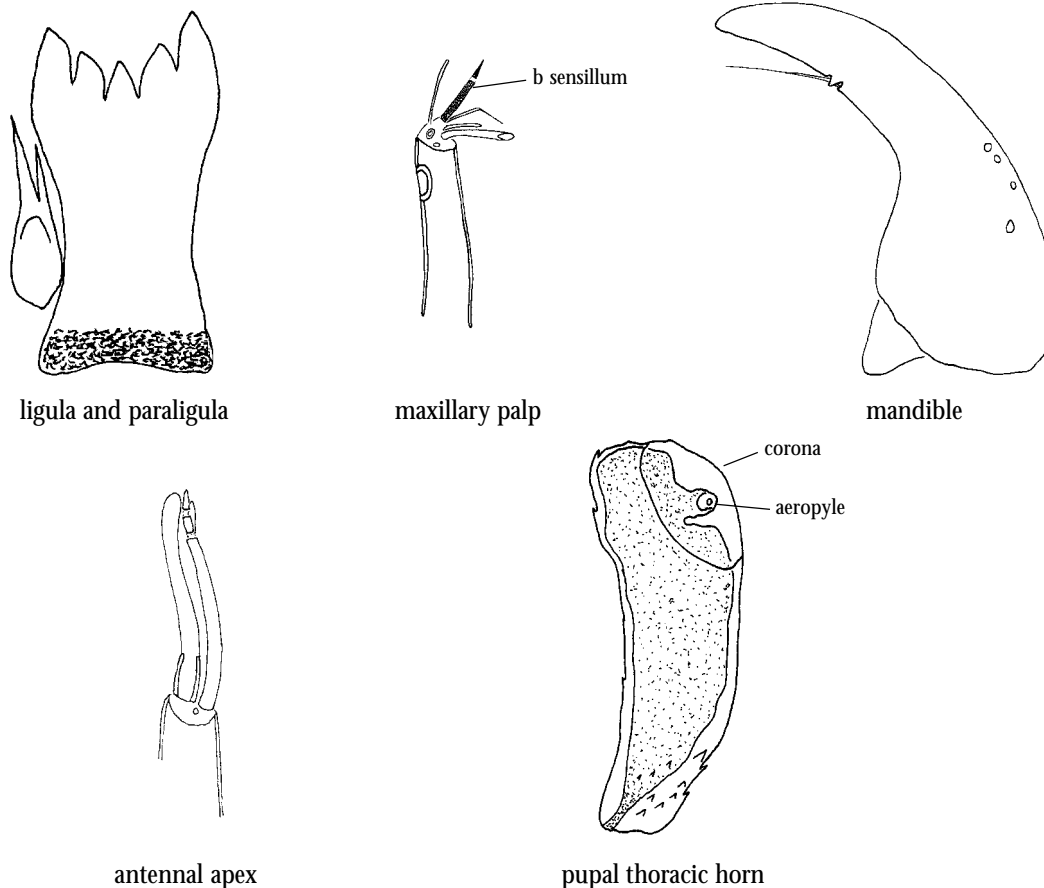 b sensillum
ligula and paraligula
maxillary palp
mandible
corona
aeropyle
antennal apex
pupal thoracic horn